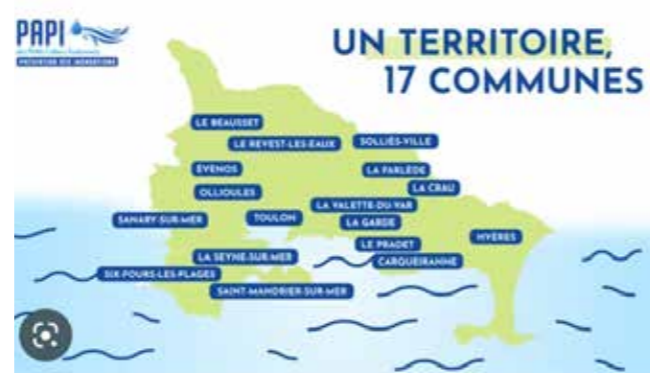 PAPI
PRÉVENTION DES INONDATIONS
UN TERRITOIRE,
17 COMMUNES
LE BEAUSSET
LE REVEST-LES-EAUX
SOLLIÈS-VILLE
EVENOS
LA FARLÈDE
OLLIOULES
LA CRAU
LA VALETTE-DU-VAR
SANARY-SUR-MER
TOULON
LA GARDE
LE PRADET
HYÈRES
LA SEYNE-SUR-MER
CARQUEIRANNE
SIX-FOURS-LES-PLAGES
SAINT-MANDRIER-SUR-MER